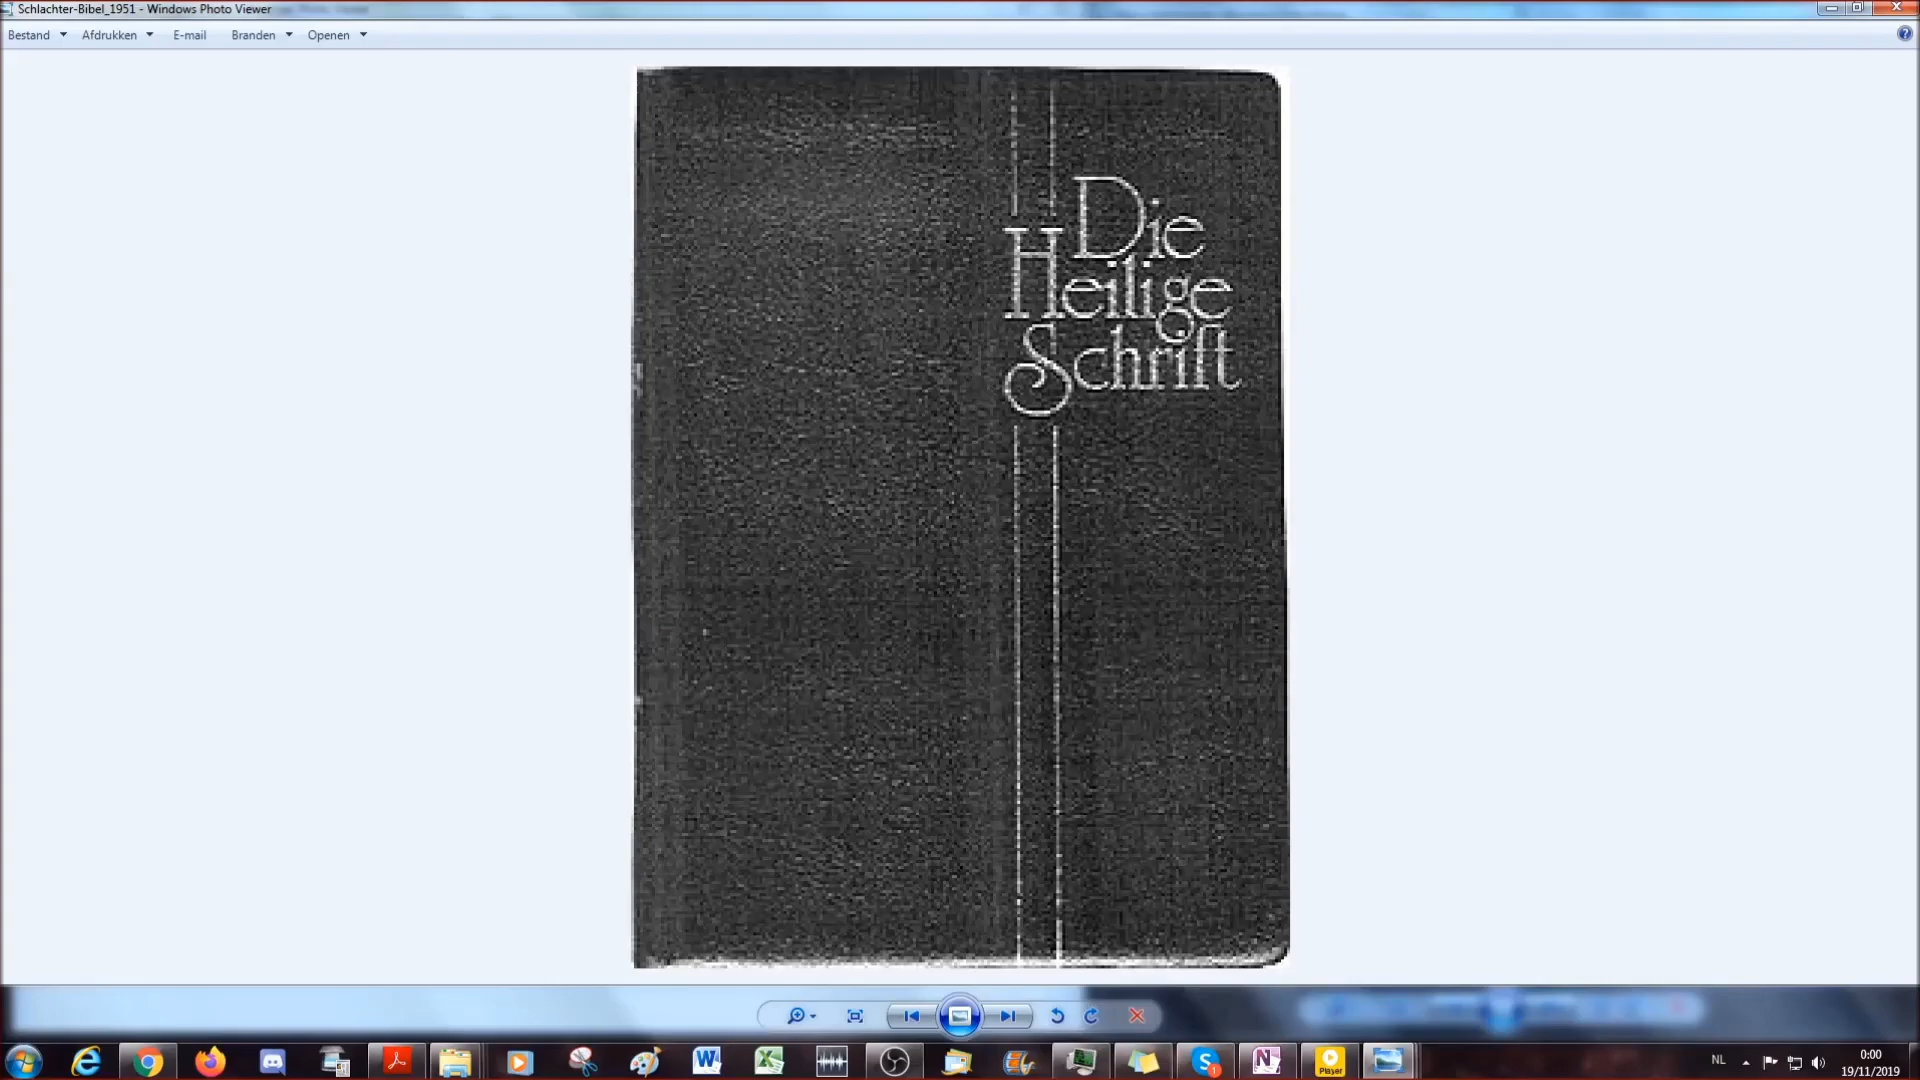 Schlachter-Bibel_1951 - Windows Photo Viewer
Bestand Afdrukken E-mail Branden Openen
Die
Heilige
Schrift
Player
NL
0:00
19/11/2019